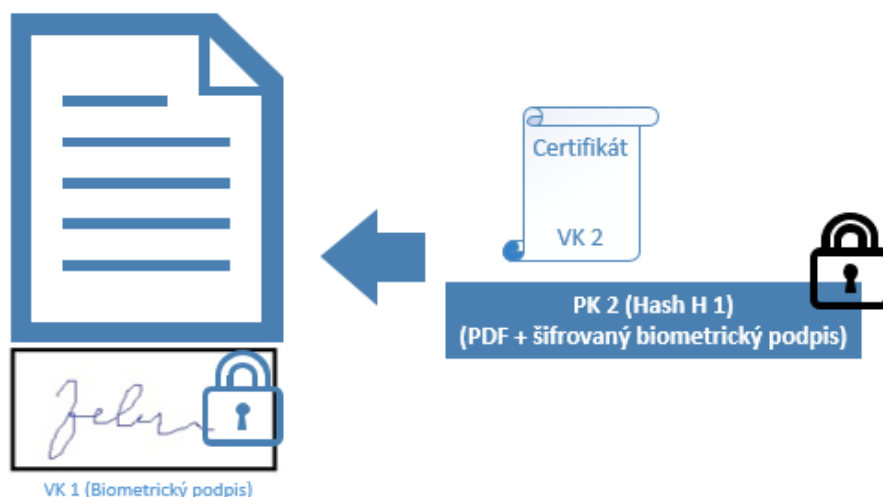 Certifikát
VK 2
PK 2 (Hash H 1)
(PDF + šifrovaný biometrický podpis)
VK 1 (Biometrický podpis)